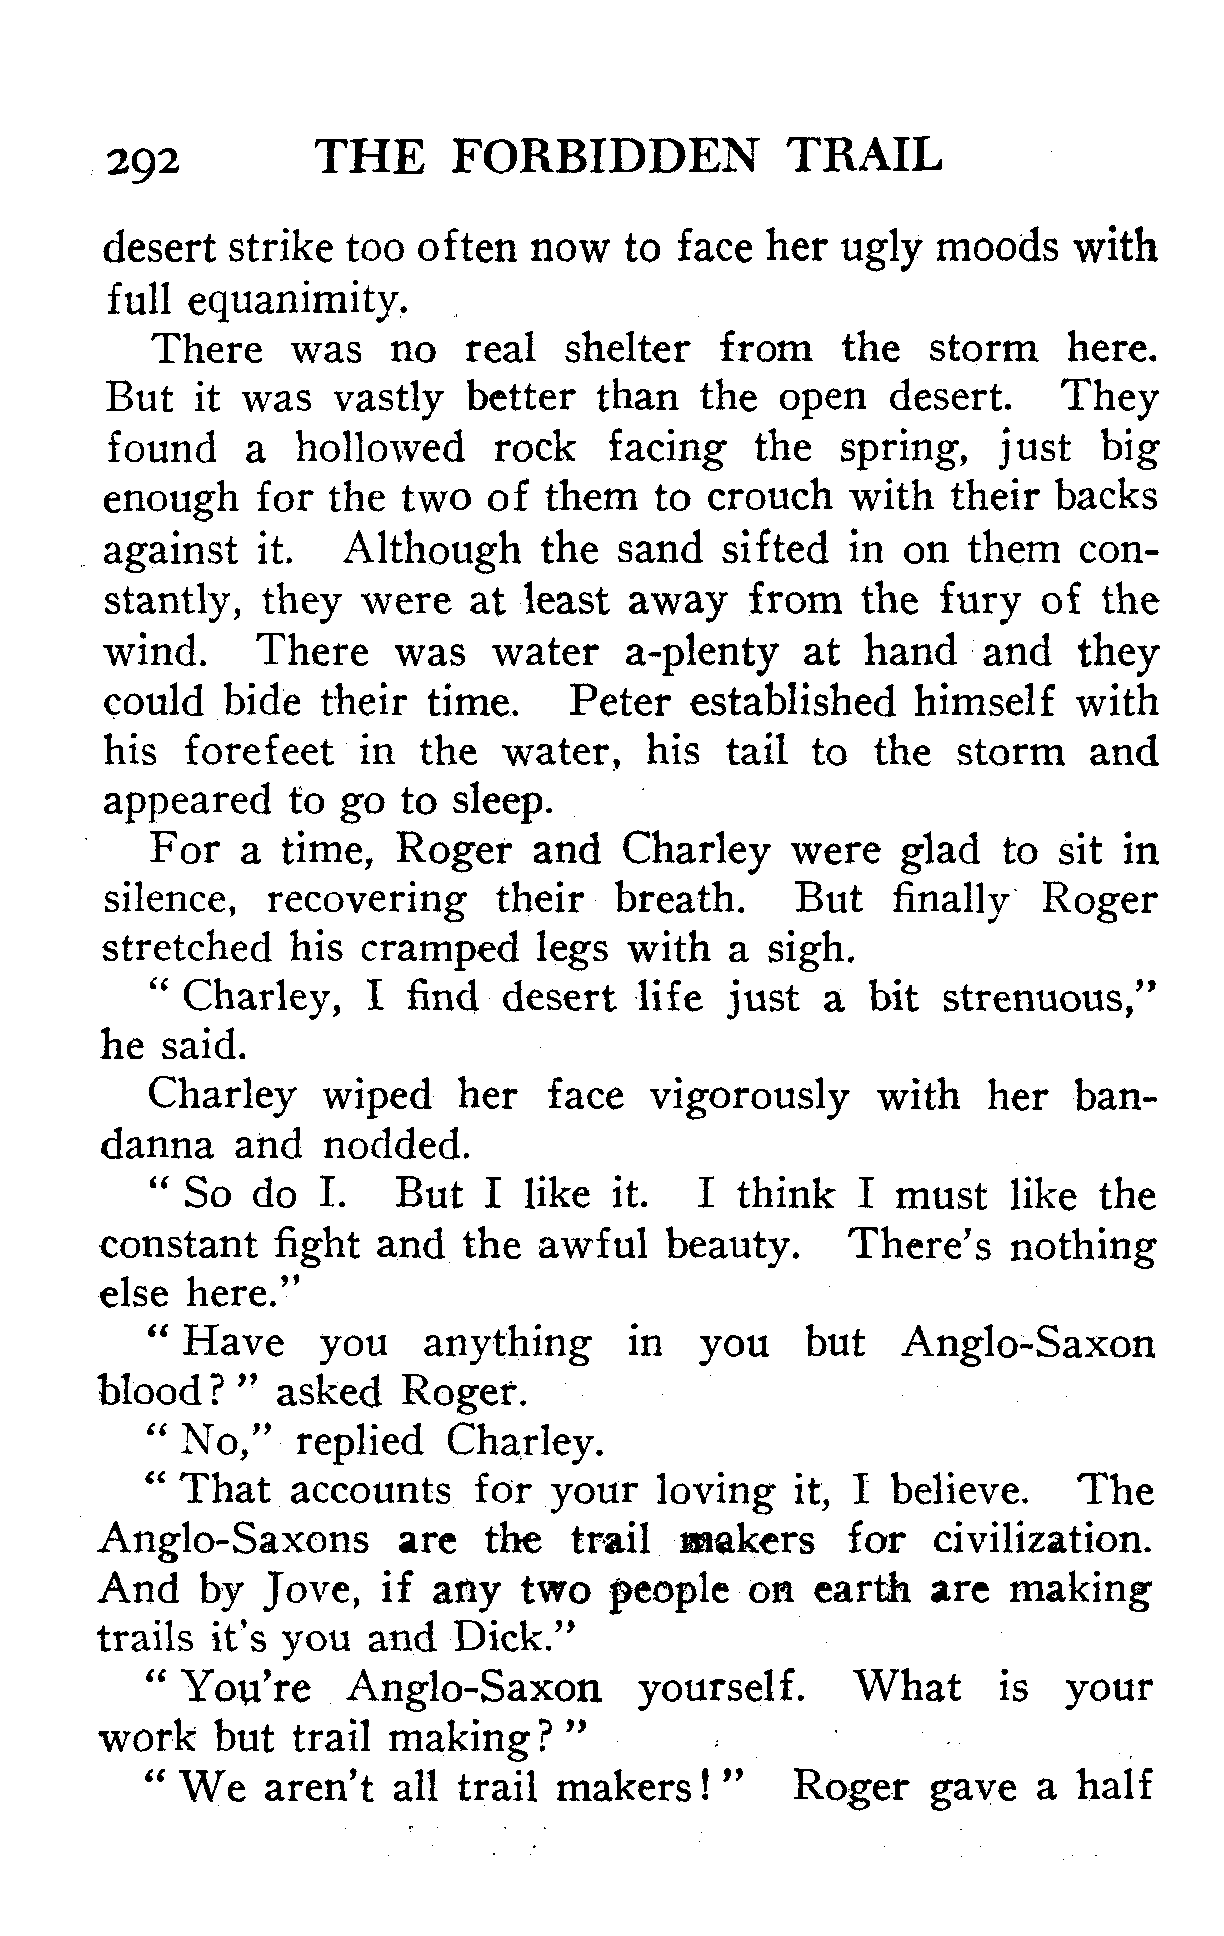 292 THE FORBIDDEN TRAIL
desert strike too often now to face her ugly moods with
full equanimity.
There was no real shelter from the storm here.
But it was vastly better than the open desert. They
found a hollowed rock facing the spring, just big
enough for the two of them to crouch with their backs
against it. Although the sand sifted in on them con-
stantly, they were at least away from the fury of the
wind. There was water a-plenty at hand and they
could bide their time. Peter established himself with
his forefeet in the water, his tail to the storm and
appeared to go to sleep.
For a time, Roger and Charley were glad to sit in
silence, recovering their breath. But finally Roger
stretched his cramped legs with a sigh.
" Charley, I find desert life just a bit strenuous,"
he said.
Charley wiped her face vigorously with her ban-
danna and nodded.
" So do I. But I like it. I think I must like the
constant fight and the awful beauty. There's nothing
else here."
" Have you anything in you but Anglo-Saxon
blood? " asked Roger.
" No," replied Charley.
" That accounts for your loving it, I believe. The
Anglo-Saxons are the trail makers for civilization.
And by Jove, if any two people on earth are making
trails it's you and Dick."
" You're Anglo-Saxon yourself. What is your
work but trail making? "
" We aren't all trail makers! " Roger gave a half